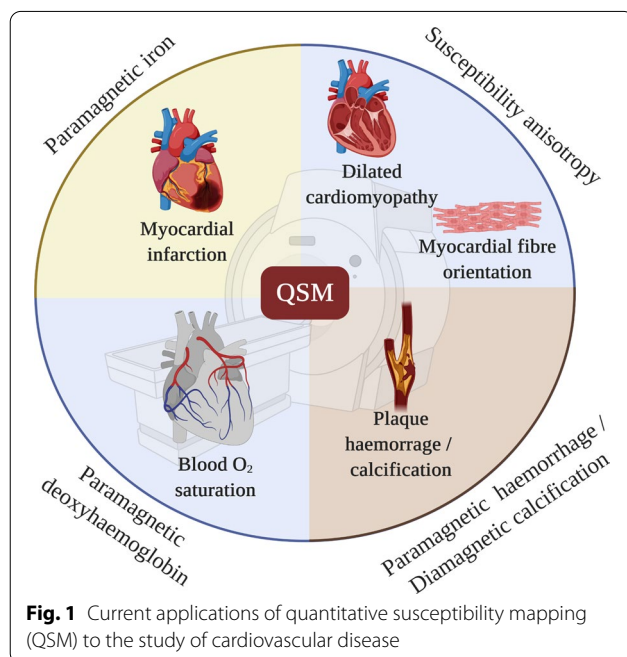 Paramagnetic iron
Susceptibility anisotropy
Myocardial
infarction
Dilated
cardiomyopathy
Myocardial fibre
orientation
QSM
Blood O₂
saturation
Plaque
haemorrage /
calcification
Paramagnetic
deoxyhaemoglobin
Paramagnetic haemorrhage /
Diamagnetic calcification
Fig. 1 Current applications of quantitative susceptibility mapping
(QSM) to the study of cardiovascular disease